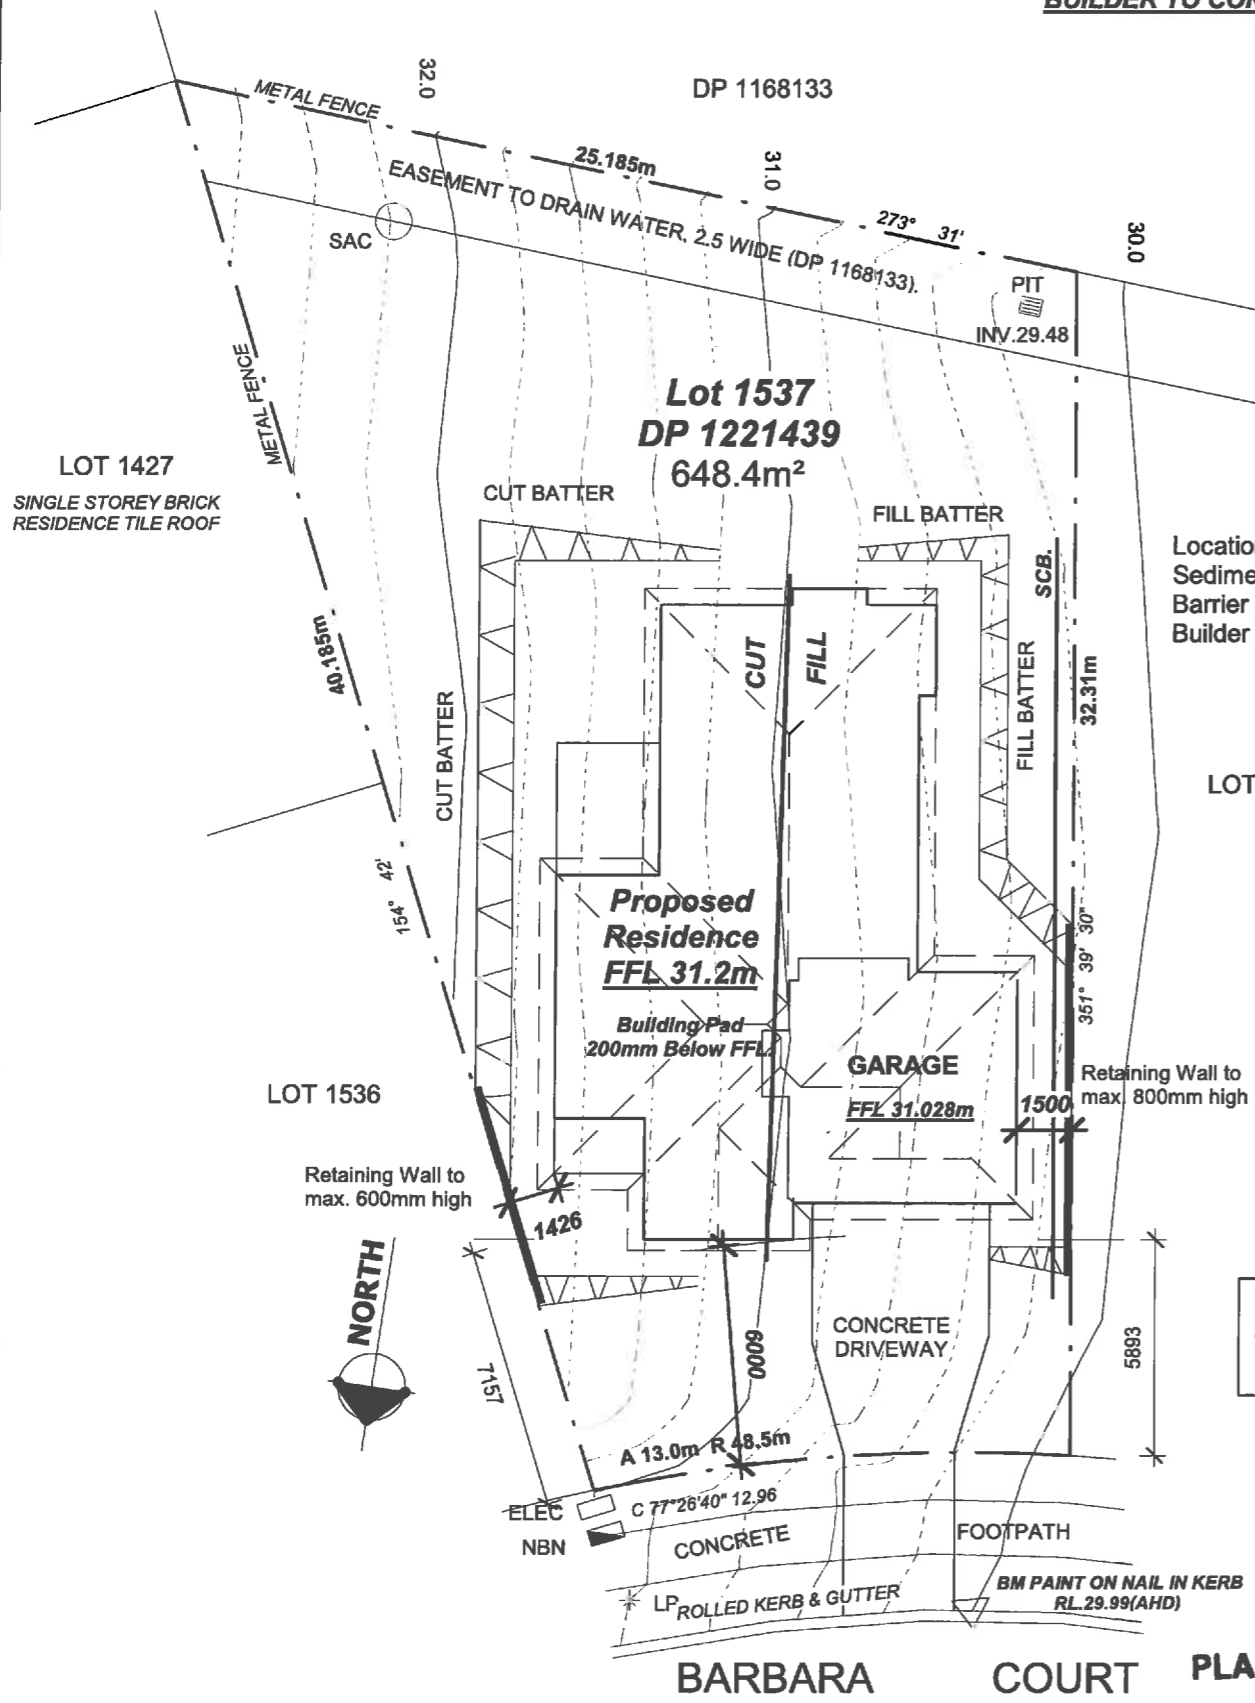 BUILDER TO CON
32.0
DP 1168133
METAL FENCE
25.185m
31.0
EASEMENT TO DRAIN WATER, 2.5 WIDE (DP 1168133).
273° 31'
30.0
SAC
PIT
INV.29.48
METAL FENCE
Lot 1537
DP 1221439
648.4m²
LOT 1427
SINGLE STOREY BRICK
RESIDENCE TILE ROOF
CUT BATTER
FILL BATTER
SCB.
Location
Sedime
Barrier
Builder
40.185m
CUT
FILL
FILL BATTER
32.31m
CUT BATTER
LOT
154° 42'
Proposed
Residence
FFL 31.2m
351° 39' 30"
Building Pad
200mm Below FFL
GARAGE
FFL 31.028m
1500
Retaining Wall to
max. 800mm high
LOT 1536
Retaining Wall to
max. 600mm high
1426
NORTH
7157
6000
CONCRETE
DRIVEWAY
5893
A 13.0m R 48.5m
C 77°26'40" 12.96
ELEC
NBN
CONCRETE
FOOTPATH
LP
ROLLED KERB & GUTTER
BM PAINT ON NAIL IN KERB
RL.29.99(AHD)
BARBARA COURT
PLA